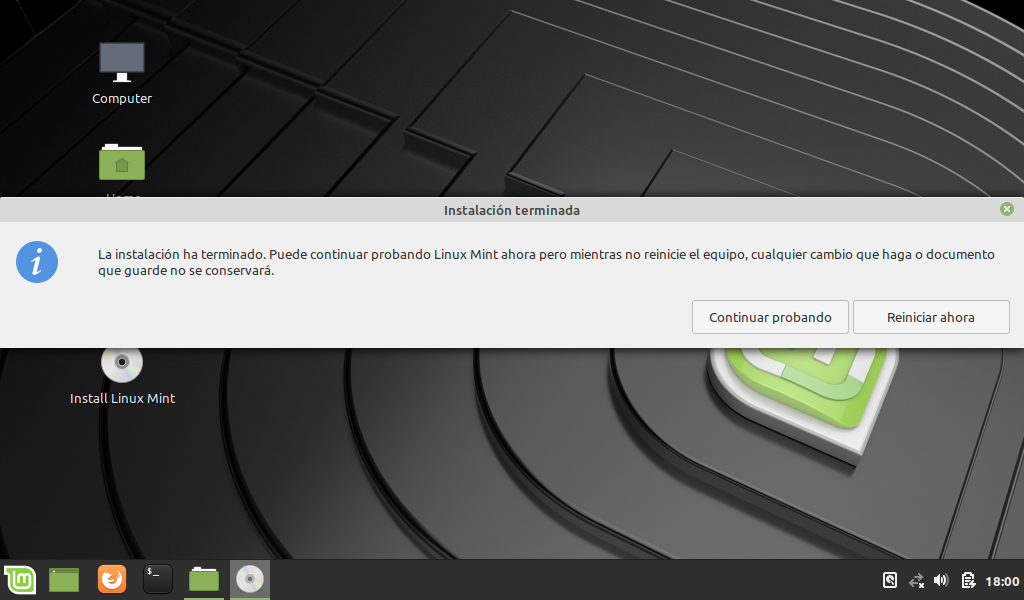 Computer
Instalación terminada
La instalación ha terminado. Puede continuar probando Linux Mint ahora pero mientras no reinicie el equipo, cualquier cambio que haga o documento
que guarde no se conservará.
Continuar probando
Reiniciar ahora
Install Linux Mint
$_
18:00